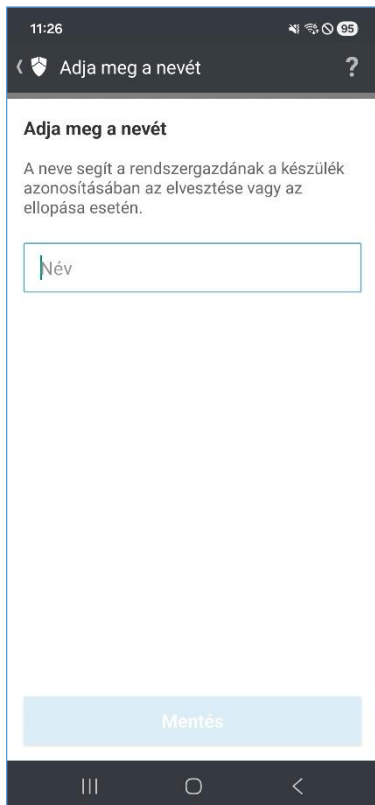 11:26
95
Adja meg a nevét
?
Adja meg a nevét
A neve segít a rendszergazdának a készülék
azonosításában az elvesztése vagy az
ellopása esetén.
Név
Mentés